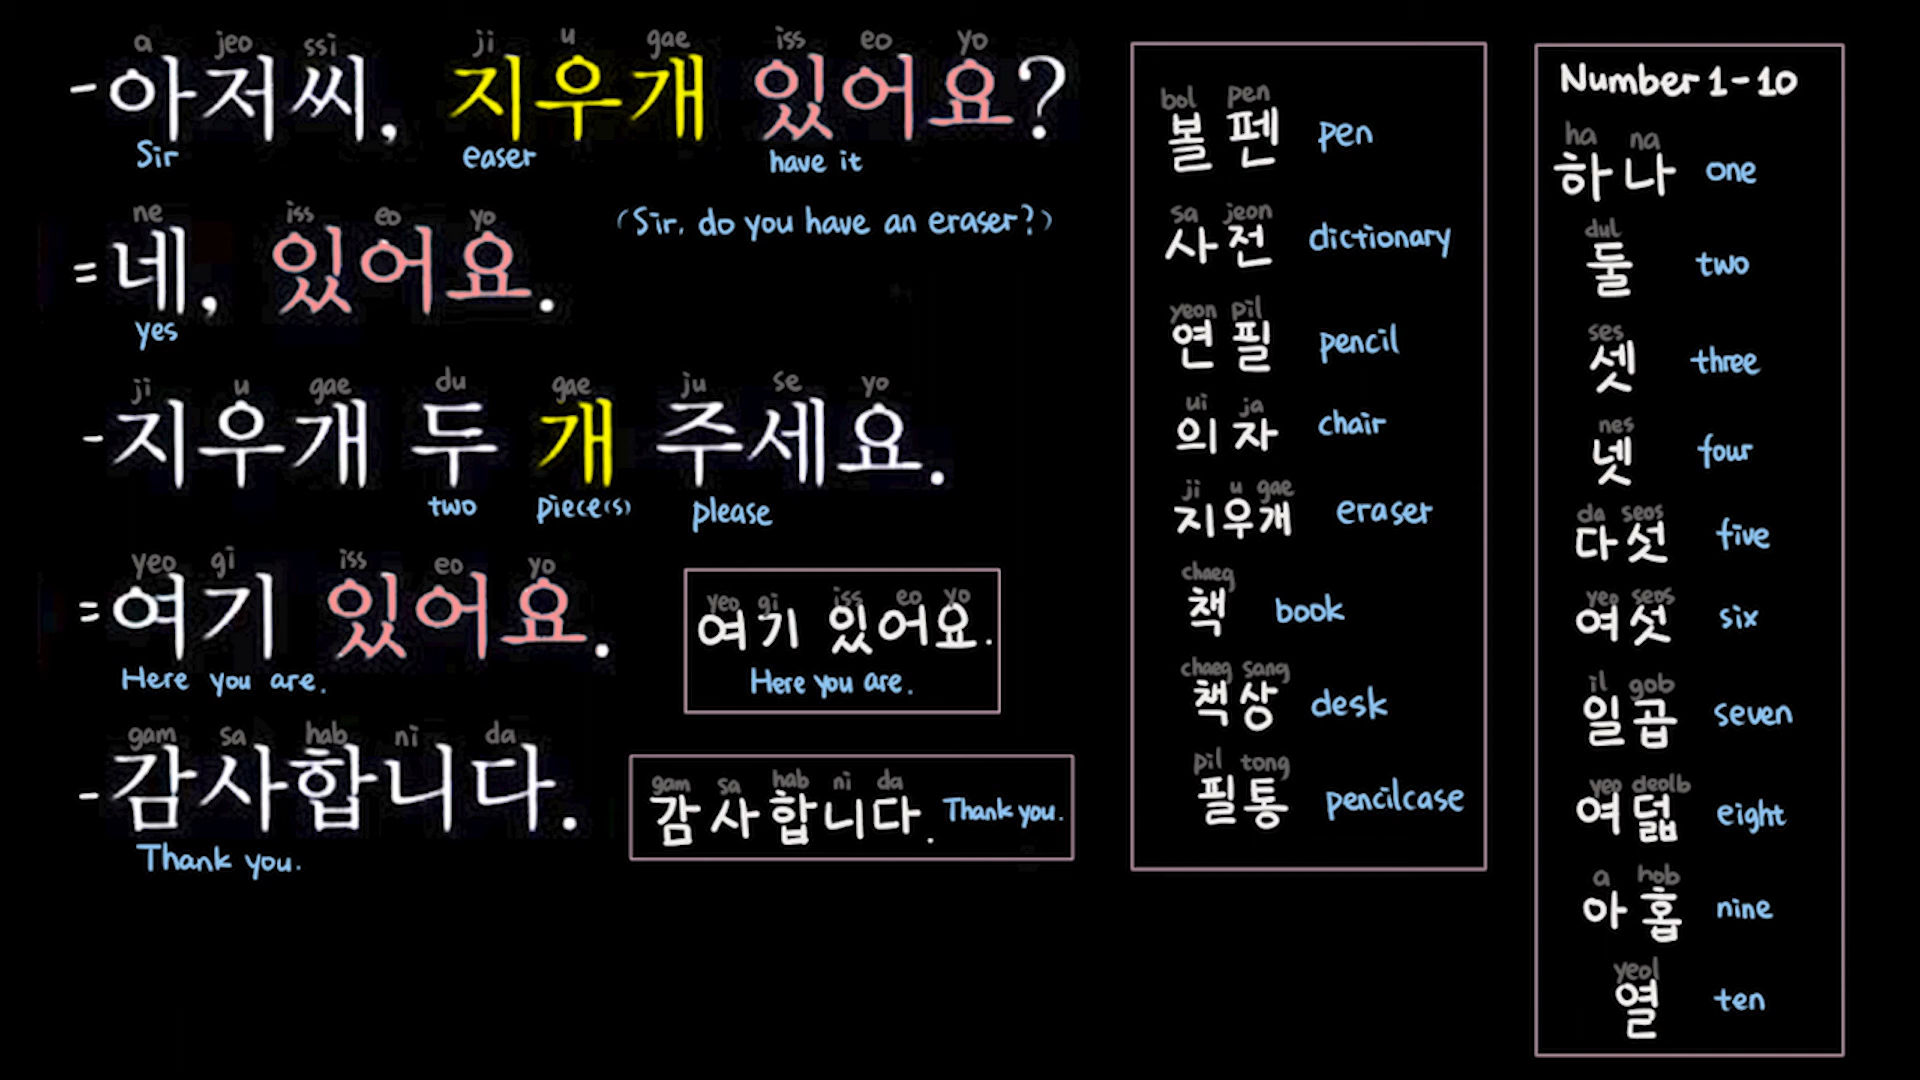 a jeo ssi ji u gae iss eo yo
-아저씨, 지우개 있어요?
Sir easer have it
(Sir, do you have an eraser?)
ne iss eo yo
=네, 있어요.
yes
ji u gae du gae ju se yo
-지우개 두 개 주세요.
two piece(s) please
yeo gi iss eo yo
=여기 있어요.
Here you are.
yeo gi iss eo yo
여기 있어요.
Here you are.
gam sa hab ni da
-감사합니다.
Thank you.
gam sa hab ni da
감사합니다. Thank you.
bol pen
볼펜 pen
sa jeon
사전 dictionary
yeon pil
연필 pencil
ui ja
의자 chair
ji u gae
지우개 eraser
chaeg
책 book
chaeg sang
책상 desk
pil tong
필통 pencilcase
Number 1-10
ha na
하나 one
dul
둘 two
ses
셋 three
nes
넷 four
da seos
다섯 five
yeo seos
여섯 six
il gob
일곱 seven
yeo deolb
여덟 eight
a hob
아홉 nine
yeol
열 ten